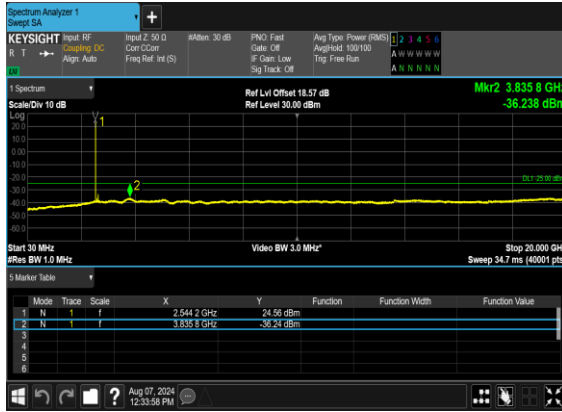 Spectrum Analyzer 1
Swept SA
+
KEYSIGHT Input: RF Input Z: 50 Ω #Atten: 30 dB PNO: Fast Avg Type: Power (RMS) 1 2 3 4 5 6
R T Coupling: DC Corr CCorr Gate: Off Avg|Hold: 100/100 A W W W W W
Align: Auto Freq Ref: Int (S) IF Gain: Low Trig: Free Run
Sig Track: Off A N N N N N
LU
1 Spectrum Ref Lvl Offset 18.57 dB Mkr2 3.835 8 GHz
Scale/Div 10 dB Ref Level 30.00 dBm -36.238 dBm
Log
1
20.0
10.0
0.00
-10.0
-20.0
DL1 -25.00 dBm
2
-30.0
-40.0
-50.0
-60.0
Start 30 MHz Video BW 3.0 MHz* Stop 20.000 GHz
#Res BW 1.0 MHz Sweep 34.7 ms (40001 pts)
5 Marker Table
Mode Trace Scale X Y Function Function Width Function Value
1 N 1 f 2.544 2 GHz 24.56 dBm
2 N 1 f 3.835 8 GHz -36.24 dBm
3
4
5
6
? Aug 07, 2024
12:33:58 PM